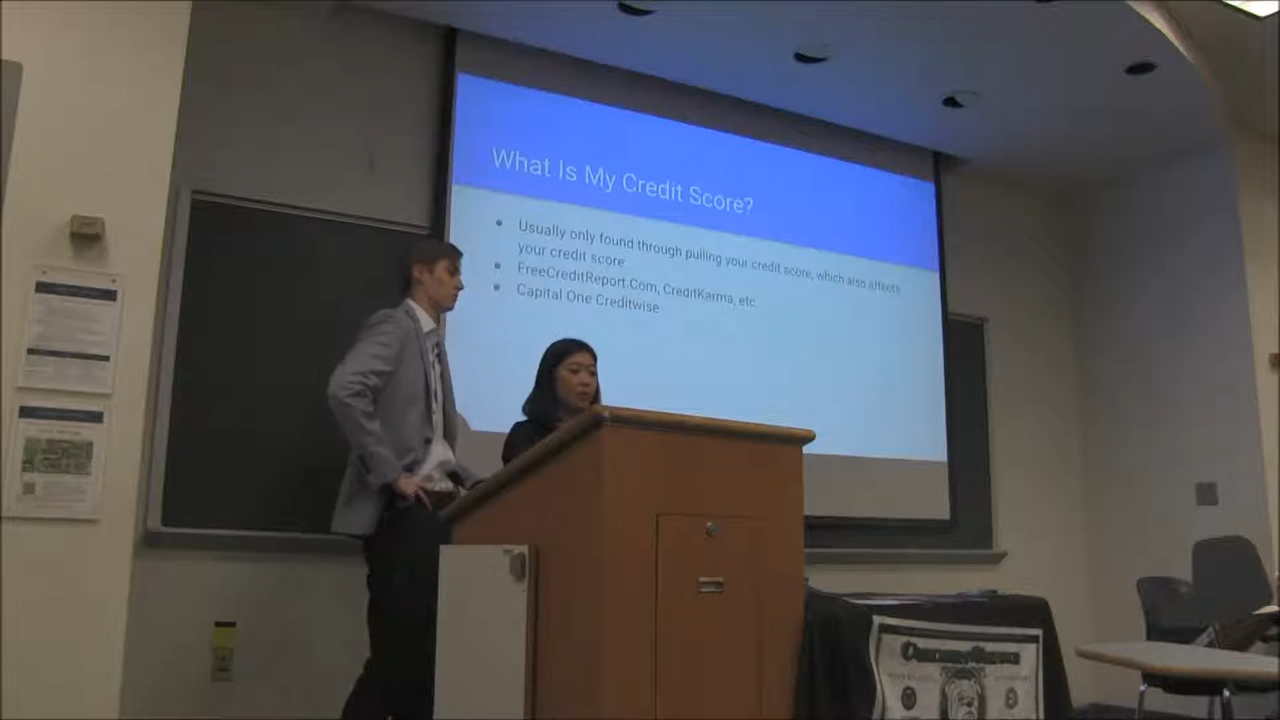 What Is My Credit Score?
Usually only found through pulling your credit score, which also affects
your credit score
FreeCreditReport.Com, CreditKarma, etc.
Capital One Creditwise